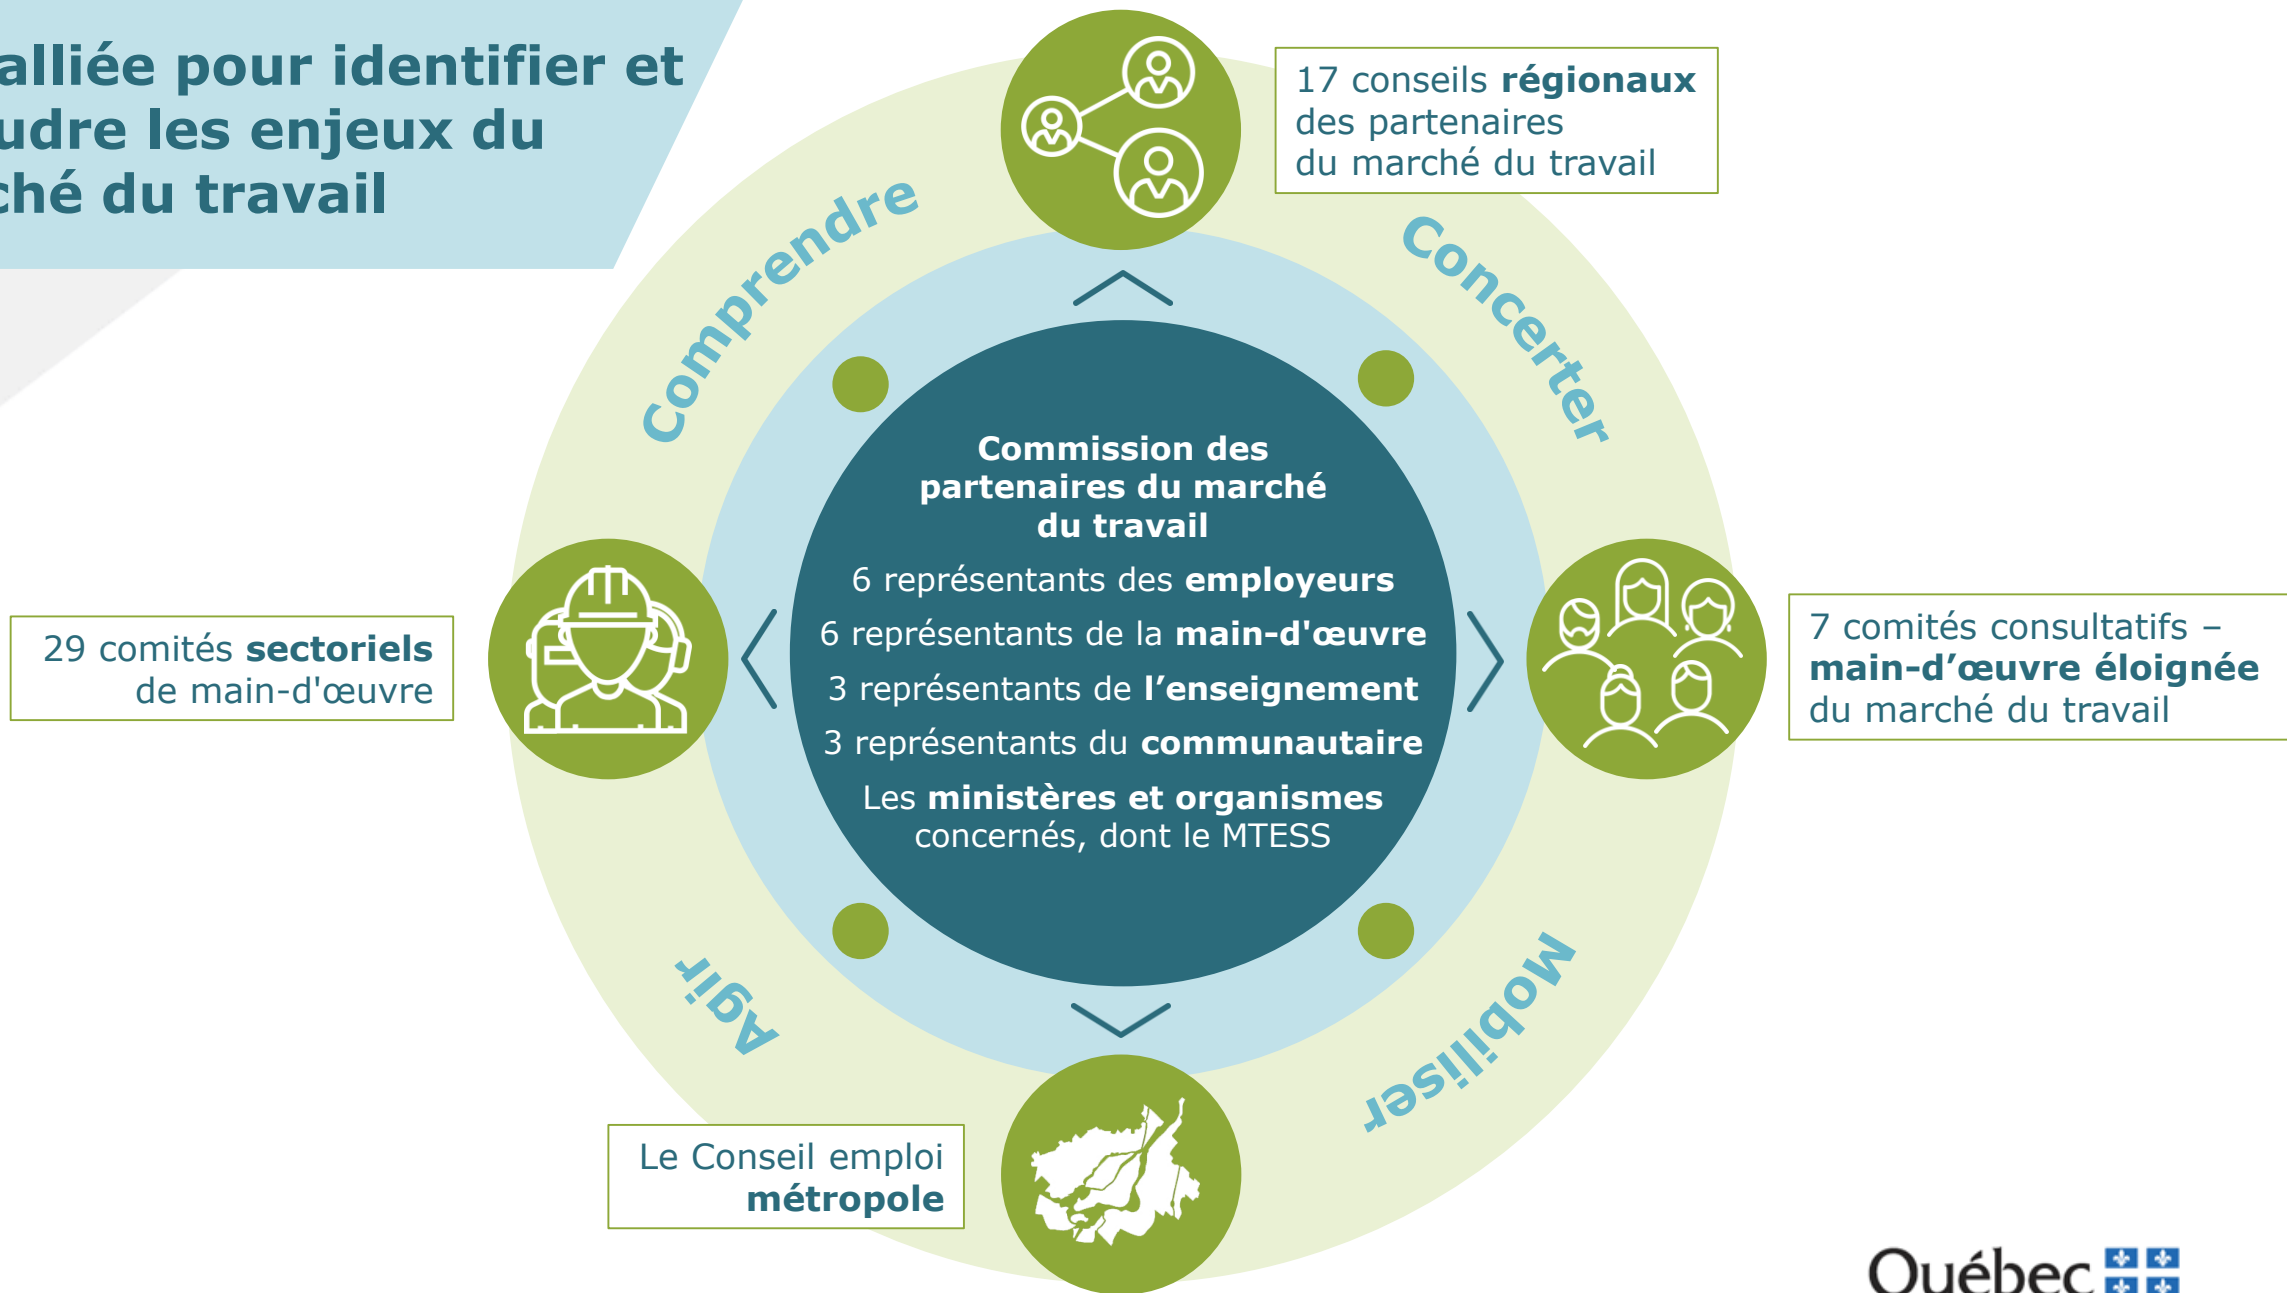 alliée pour identifier et
udre les enjeux du
ché du travail
17 conseils régionaux
des partenaires
du marché du travail
Comprendre
Concerter
Commission des
partenaires du marché
du travail
6 représentants des employeurs
6 représentants de la main-d'œuvre
3 représentants de l’enseignement
3 représentants du communautaire
Les ministères et organismes
concernés, dont le MTESS
29 comités sectoriels
de main-d'œuvre
7 comités consultatifs –
main-d’œuvre éloignée
du marché du travail
Agir
Mobiliser
Le Conseil emploi
métropole
Québec